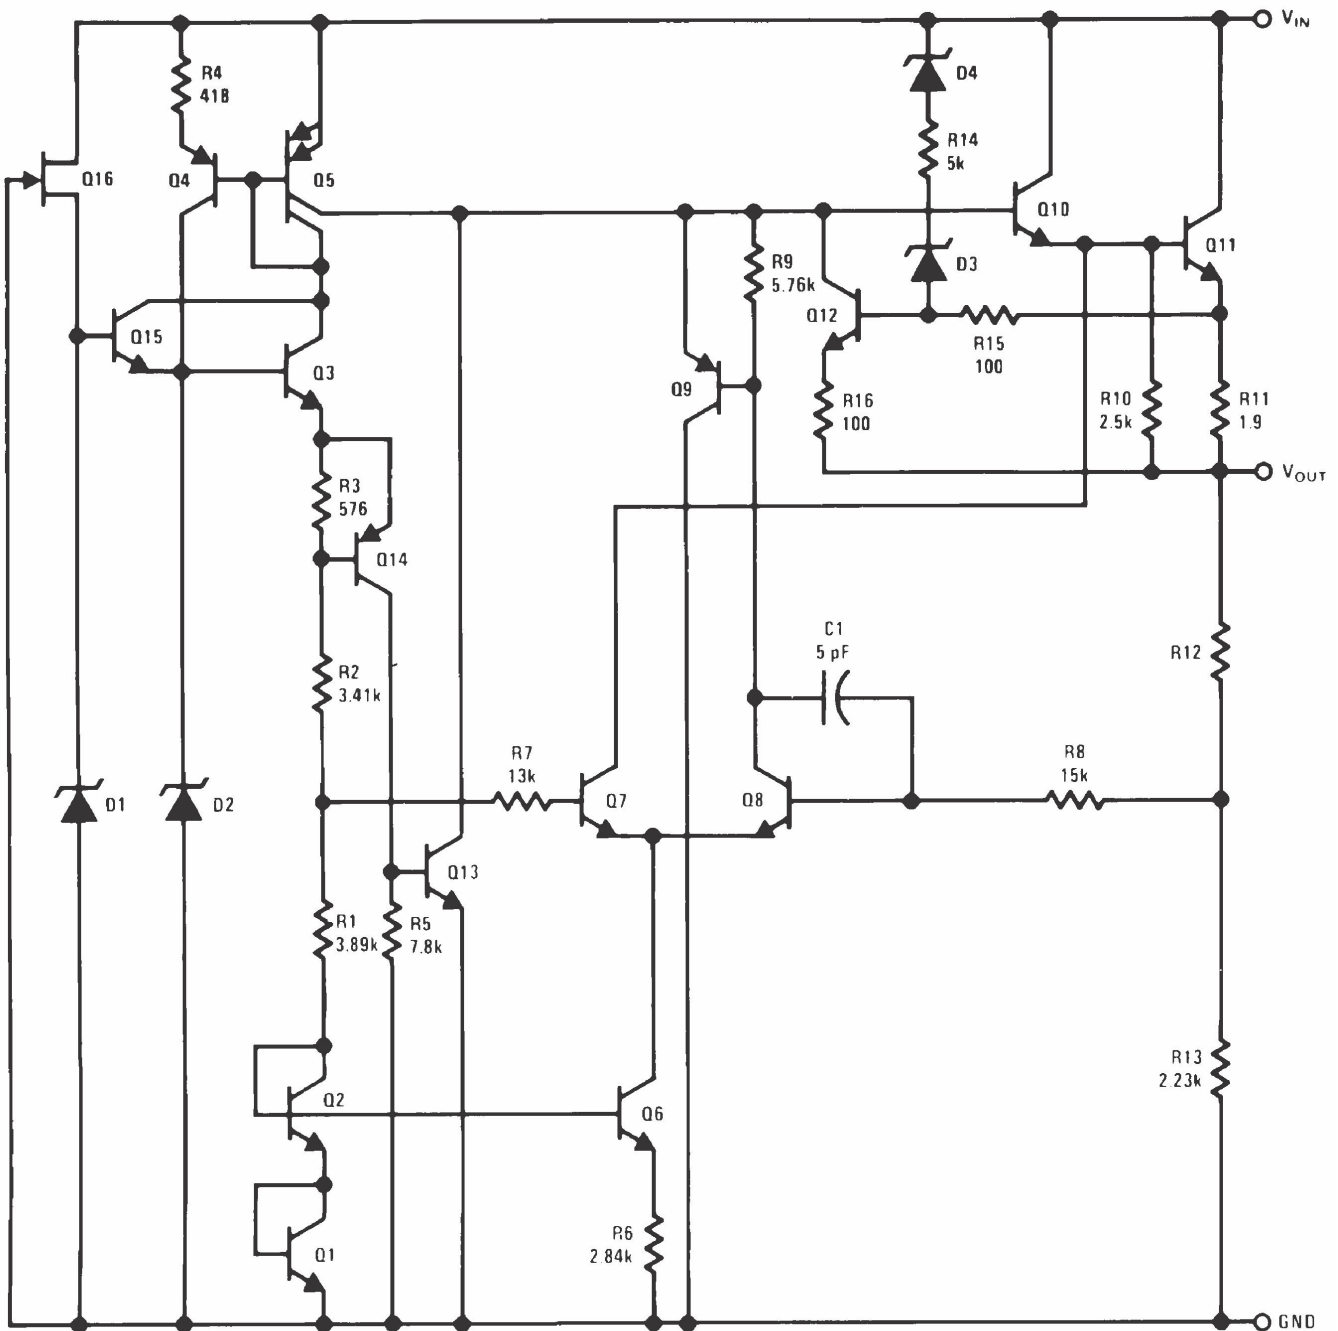 VIN
R4
418
D4
R14
5k
Q16
Q4
Q5
Q10
Q11
R9
5.76k
D3
Q12
Q15
R15
100
Q3
Q9
R16
100
R10
2.5k
R11
1.9
VOUT
R3
576
Q14
C1
5 pF
R12
R2
3.41k
R7
13k
R8
15k
D1
D2
Q7
Q8
Q13
R1
3.89k
R5
7.8k
R13
2.23k
Q2
Q6
R6
2.84k
Q1
GND